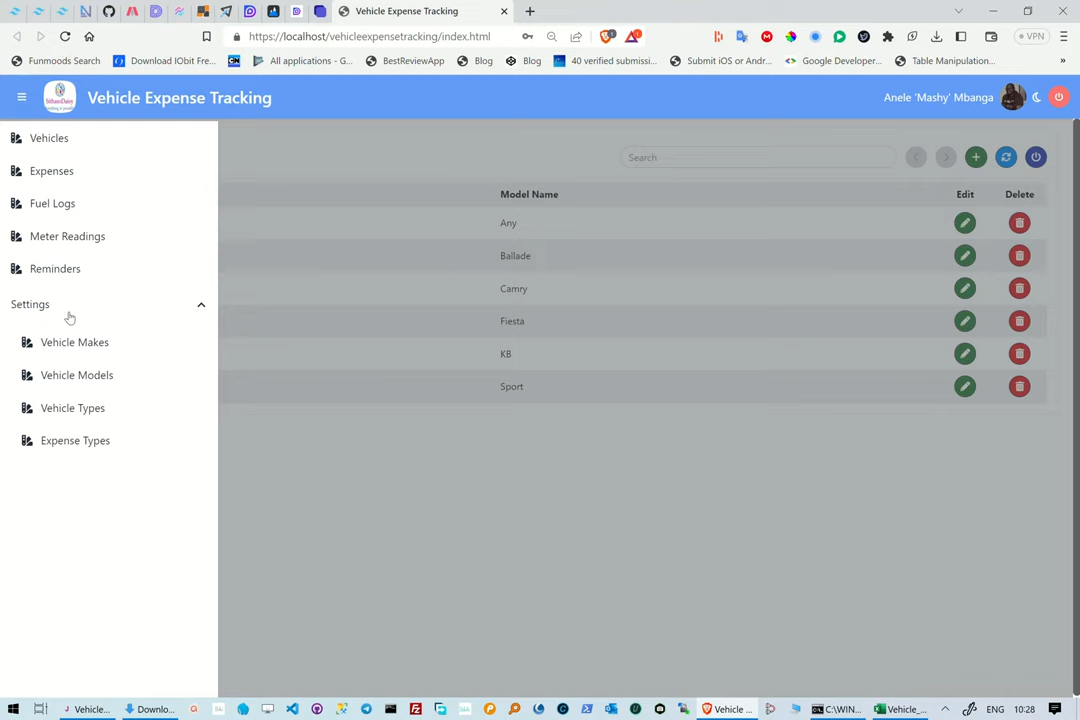 Vehicle Expense Tracking
https://localhost/vehicleexpensetracking/index.html
VPN
Funmoods Search
Download IObit Fre...
All applications - G...
BestReviewApp
Blog
Blog
40 verified submissi...
Submit iOS or Andr...
Google Developer...
Table Manipulation...
Vehicle Expense Tracking
Anele 'Mashy' Mbanga
Vehicles
Search
Expenses
Model Name
Edit
Delete
Fuel Logs
Any
Meter Readings
Ballade
Reminders
Camry
Settings
Fiesta
Vehicle Makes
KB
Vehicle Models
Sport
Vehicle Types
Expense Types
Vehicle...
Downlo...
Vehicle ...
C:\WIN...
Vehicle_...
ENG
10:28